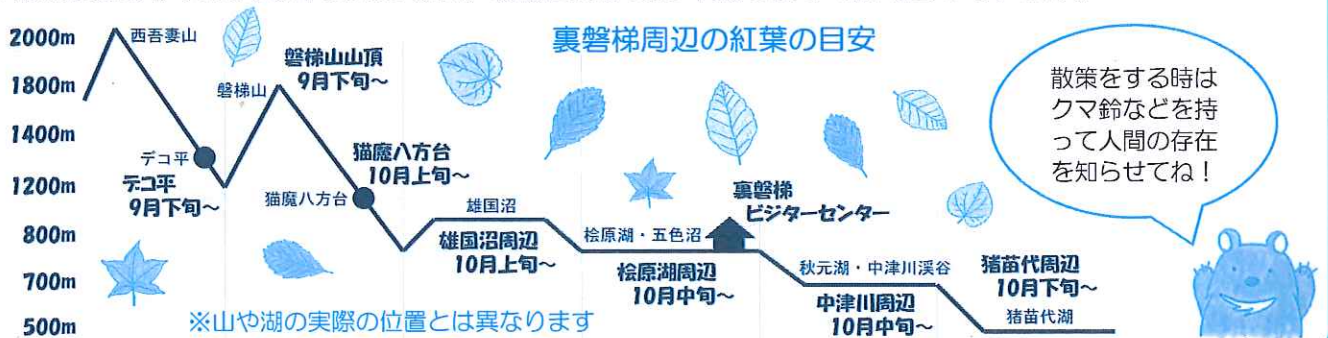 裏磐梯周辺の紅葉の目安
2000m
1800m
1400m
1200m
800m
700m
500m
西吾妻山
デコ平
デコ平
9月下旬～
磐梯山
磐梯山山頂
9月下旬～
猫魔八方台
10月上旬～
猫魔八方台
雄国沼
雄国沼周辺
10月上旬～
桧原湖・五色沼
桧原湖周辺
10月中旬～
裏磐梯
ビジターセンター
秋元湖・中津川渓谷
中津川周辺
10月中旬～
猪苗代周辺
10月下旬～
猪苗代湖
※山や湖の実際の位置とは異なります
散策をする時は
クマ鈴などを持
って人間の存在
を知らせてね！